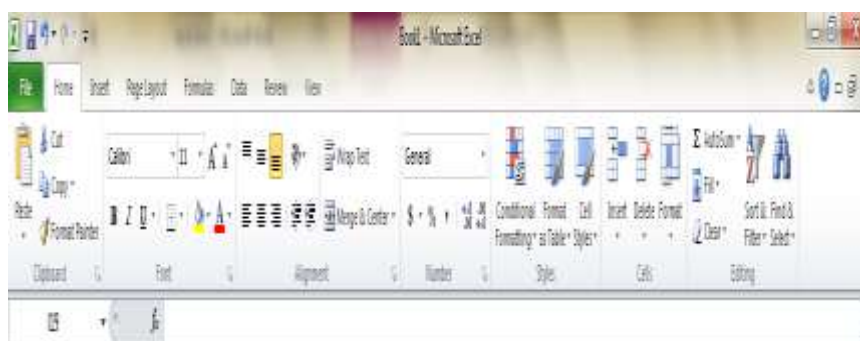 Book1 - Microsoft Excel
File Home Insert Page Layout Formulas Data Review View
Cut
Copy
Format Painter
Paste
Calibri 11 A A
B I U A
Wrap Text
Merge & Center
General
$ % ,
Conditional Formatting
Format as Table
Cell Styles
Insert Delete Format
Σ AutoSum
Fill
Clear
Sort & Filter
Find & Select
Clipboard Font Alignment Number Styles Cells Editing
fx